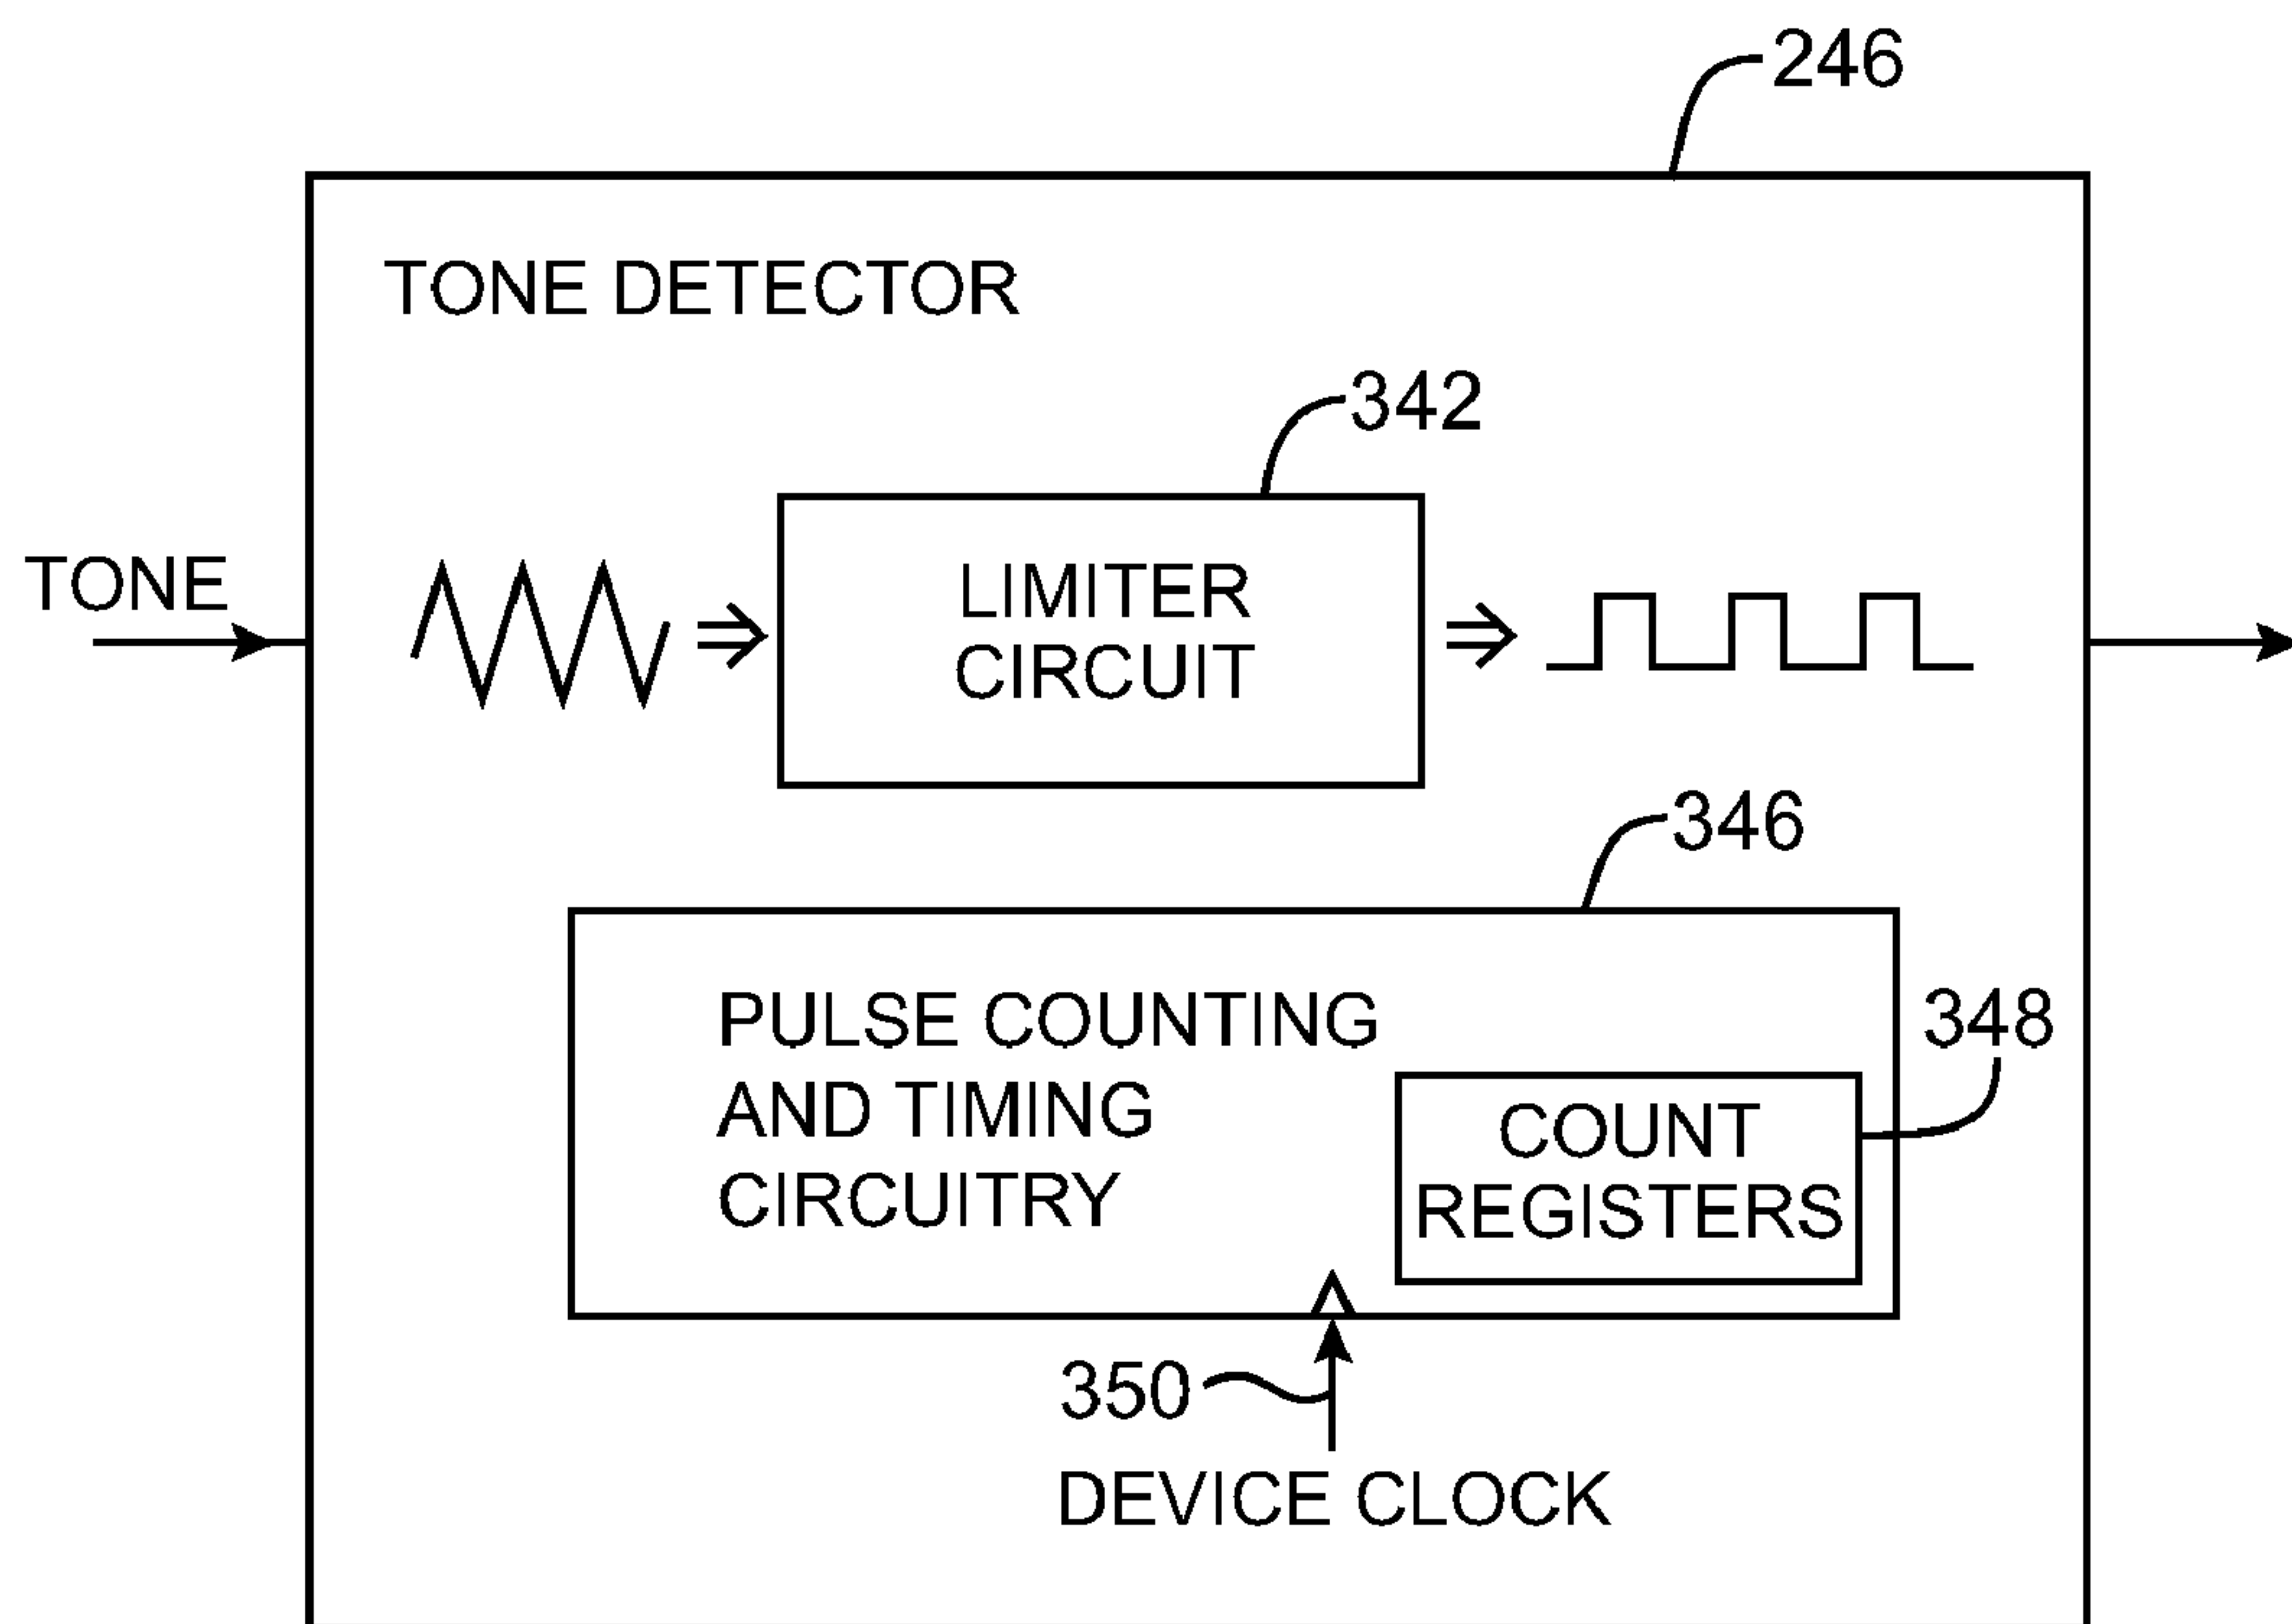 246
TONE DETECTOR
342
TONE
LIMITER
CIRCUIT
346
PULSE COUNTING
AND TIMING
CIRCUITRY
348
COUNT
REGISTERS
350
DEVICE CLOCK